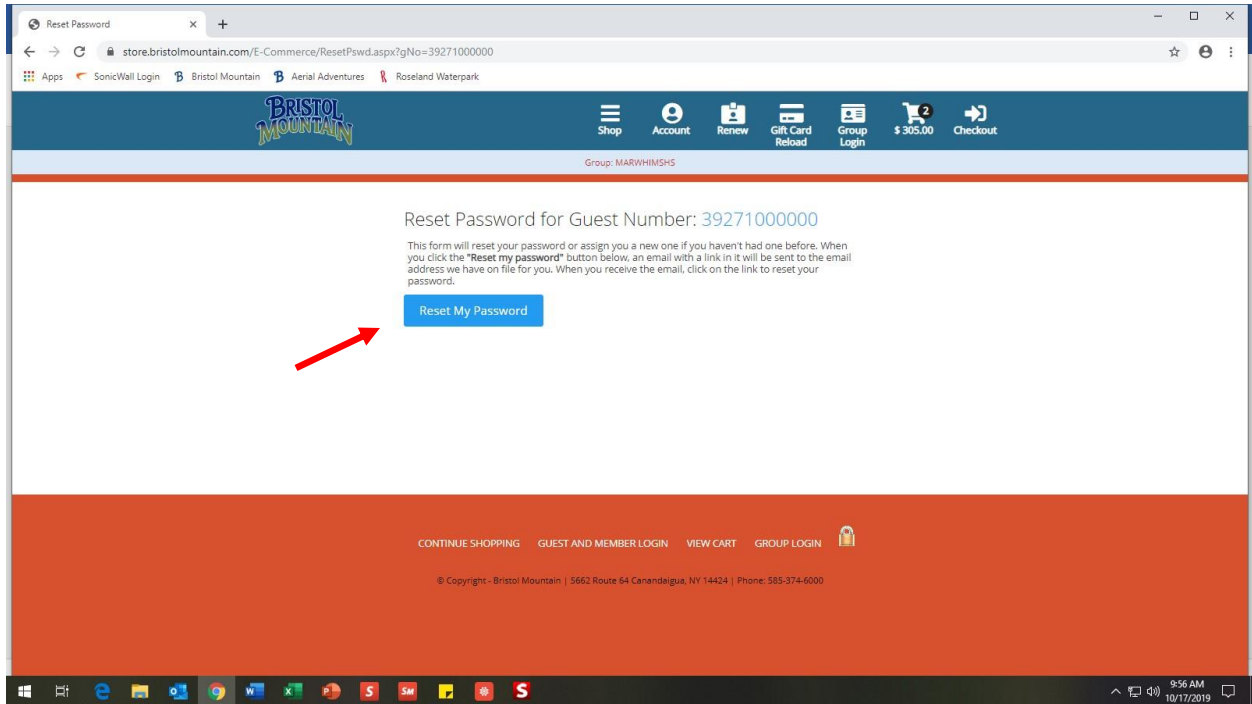 Reset Password
store.bristolmountain.com/E-Commerce/ResetPswd.aspx?gNo=39271000000
Apps SonicWall Login Bristol Mountain Aerial Adventures Roseland Waterpark
BRISTOL
MOUNTAIN
Shop Account Renew Gift Card Reload Group Login 2 $ 305.00 Checkout
Group: MARWHIMSHS
Reset Password for Guest Number: 39271000000
This form will reset your password or assign you a new one if you haven't had one before. When
you click the "Reset my password" button below, an email with a link in it will be sent to the email
address we have on file for you. When you receive the email, click on the link to reset your
password.
Reset My Password
CONTINUE SHOPPING GUEST AND MEMBER LOGIN VIEW CART GROUP LOGIN
© Copyright - Bristol Mountain | 5662 Route 64 Canandaigua, NY 14424 | Phone: 585-374-6000
9:56 AM
10/17/2019